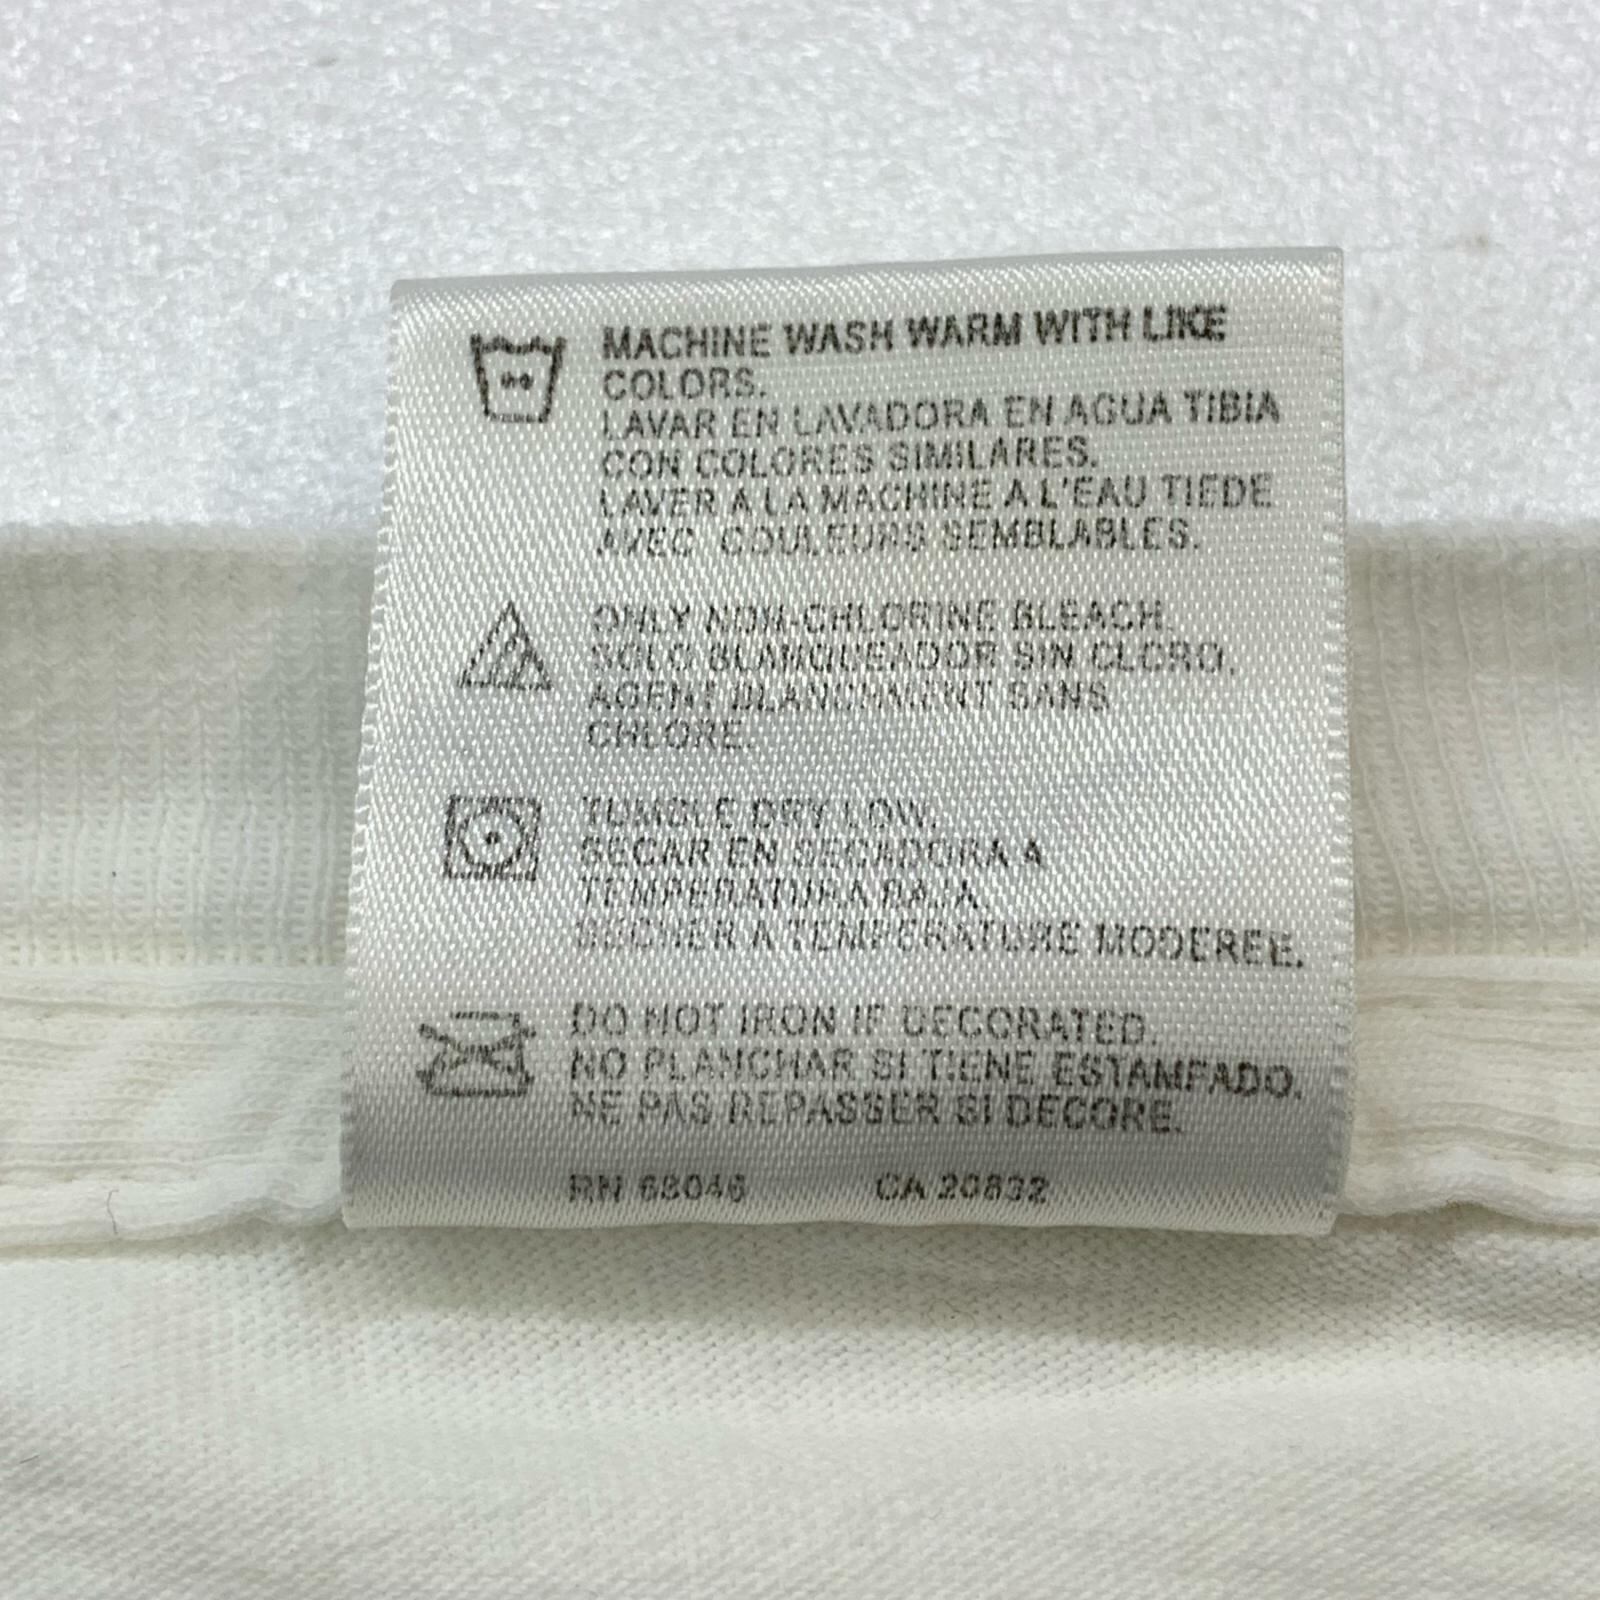 MACHINE WASH WARM WITH LIKE
COLORS.
LAVAR EN LAVADORA EN AGUA TIBIA
CON COLORES SIMILARES.
LAVER A LA MACHINE A L'EAU TIEDE
AVEC COULEURS SEMBLABLES.
ONLY NON-CHLORINE BLEACH.
SOLO BLANQUEADOR SIN CLORO.
AGENT BLANCHIMENT SANS
CHLORE.
TUMBLE DRY LOW.
SECAR EN SECADORA A
TEMPERATURA BAJA.
SECHER A TEMPERATURE MODEREE.
DO NOT IRON IF DECORATED.
NO PLANCHAR SI TIENE ESTAMPADO.
NE PAS REPASSER SI DECORE.
RN 68046 CA 20832